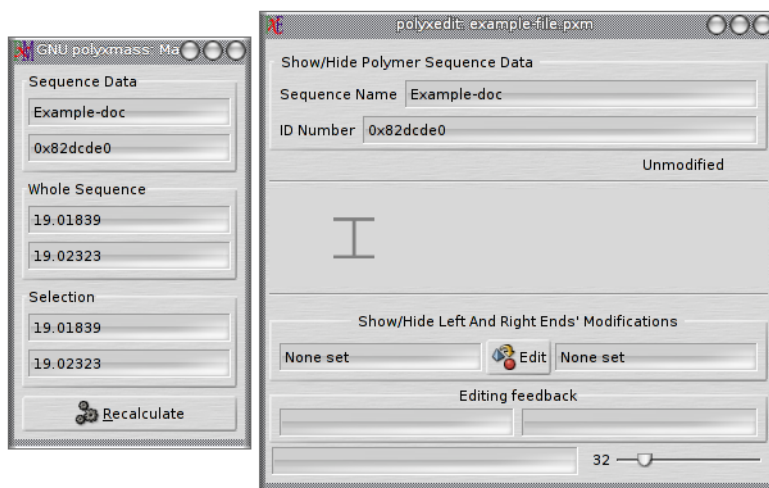 GNU polyxmass: Ma
Sequence Data
Example-doc
0x82dcde0
Whole Sequence
19.01839
19.02323
Selection
19.01839
19.02323
Recalculate
polyxedit: example-file.pxm
Show/Hide Polymer Sequence Data
Sequence Name Example-doc
ID Number 0x82dcde0
Unmodified
Show/Hide Left And Right Ends' Modifications
None set Edit None set
Editing feedback
32